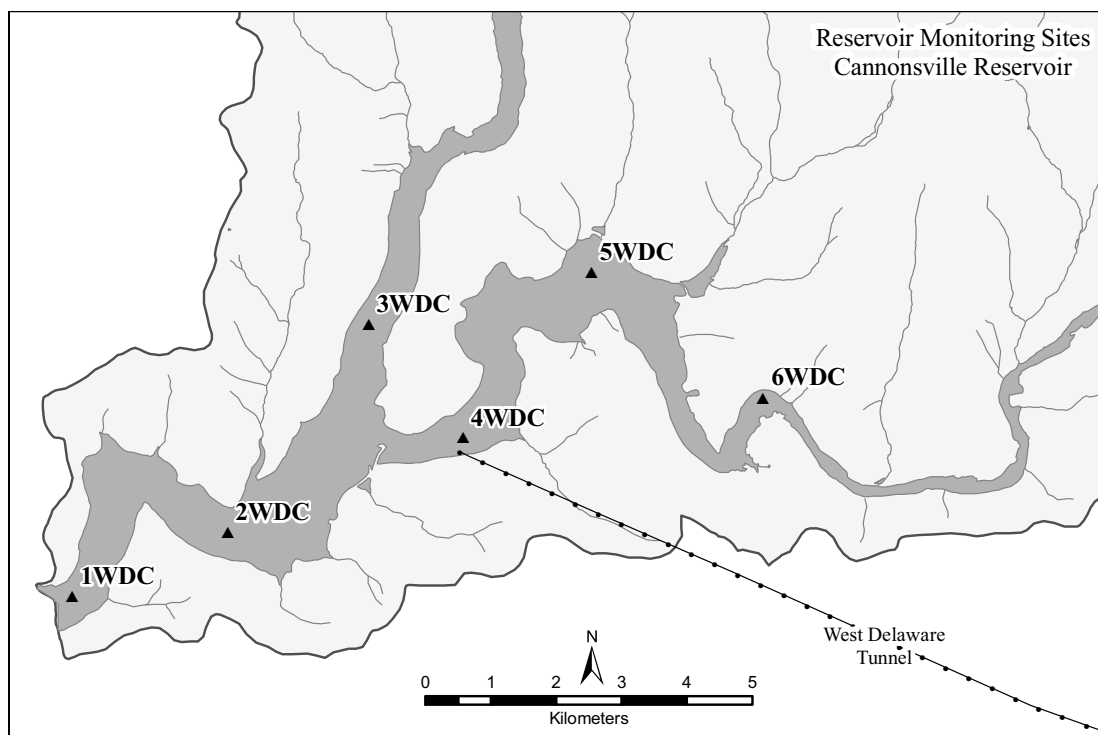 Reservoir Monitoring Sites
Cannonsville Reservoir
5WDC
3WDC
6WDC
4WDC
2WDC
1WDC
West Delaware
Tunnel
N
0 1 2 3 4 5
Kilometers